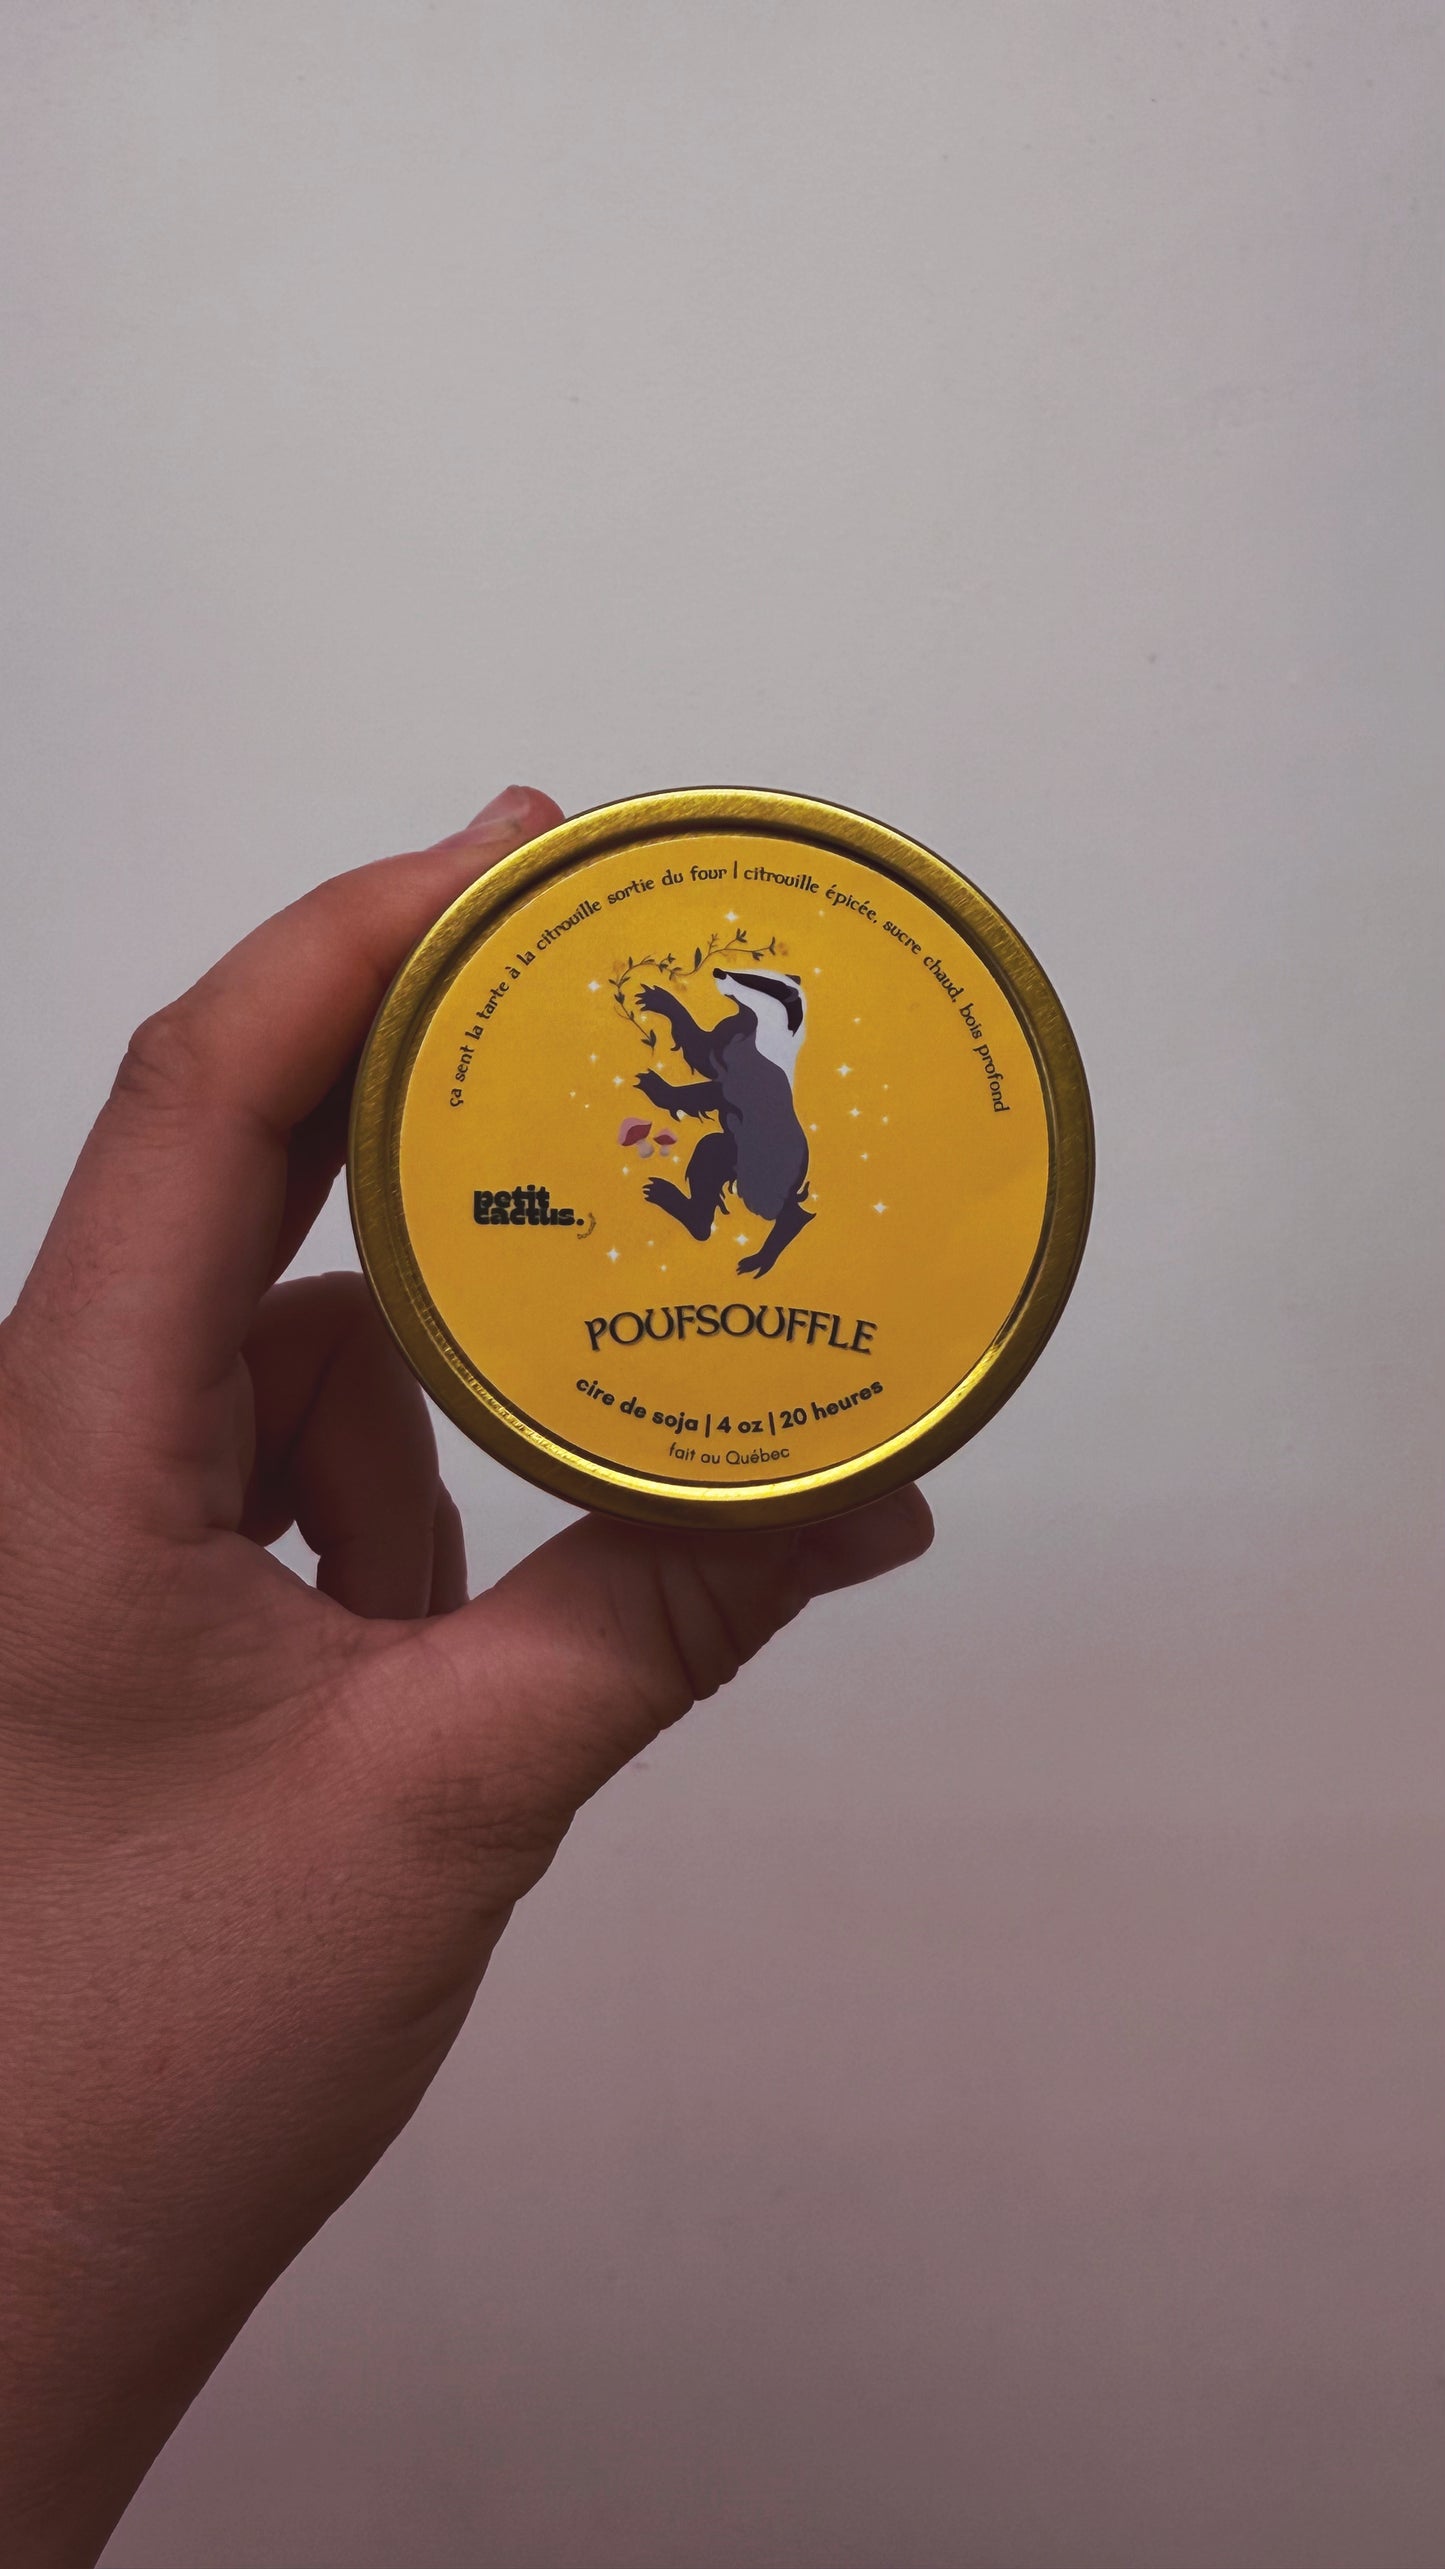 ça sent la tarte à la citrouille sortie du four | citrouille épicée, sucre chaud, bois profond
petit
cactus.
POUFSOUFFLE
cire de soja | 4 oz | 20 heures
fait au Québec